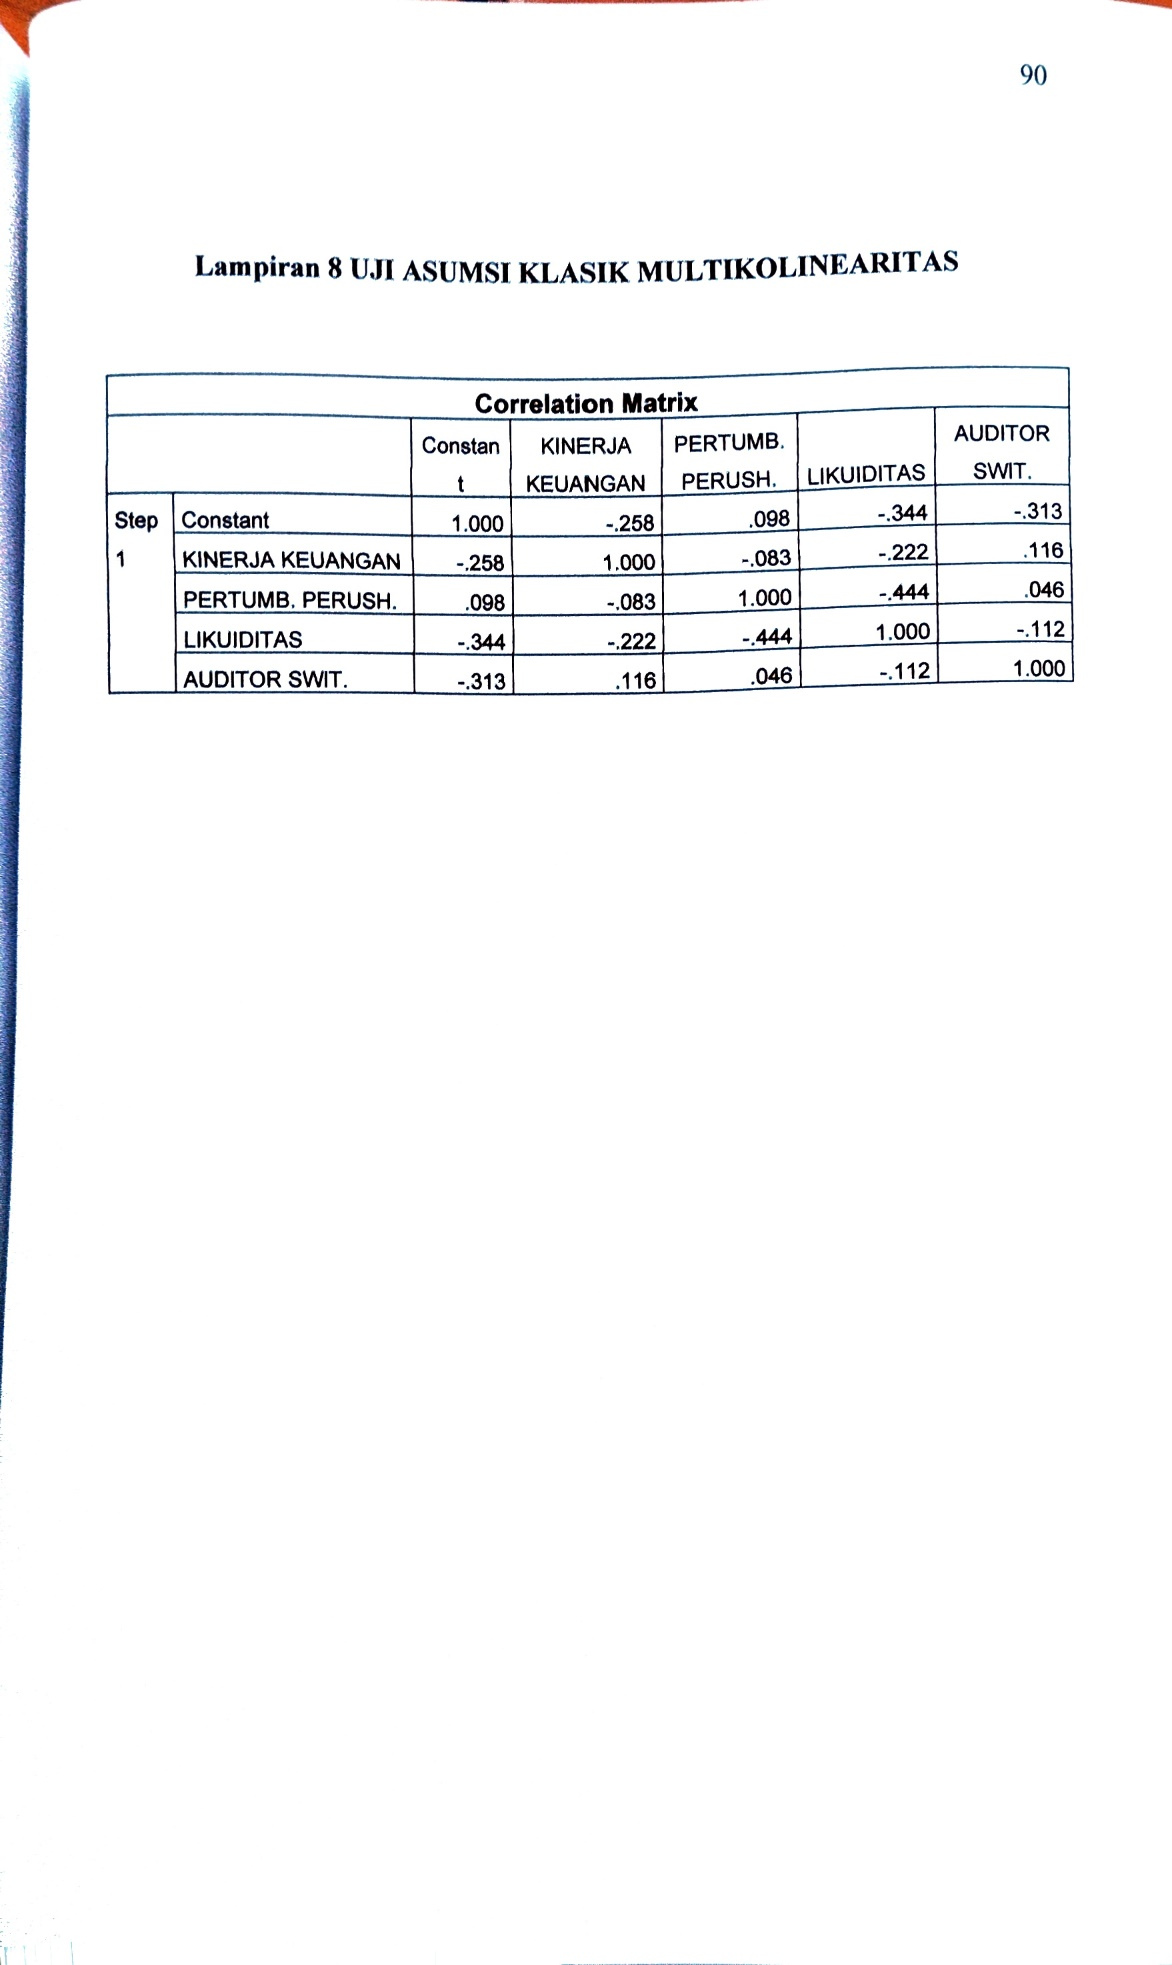 90
Lampiran 8 UJI ASUMSI KLASIK MULTIKOLINEARITAS
Correlation Matrix
Constant KINERJA KEUANGAN PERTUMB. PERUSH. LIKUIDITAS AUDITOR SWIT.
Step 1 Constant 1.000 -.258 .098 -.344 -.313
KINERJA KEUANGAN -.258 1.000 -.083 -.222 .116
PERTUMB. PERUSH. .098 -.083 1.000 -.444 .046
LIKUIDITAS -.344 -.222 -.444 1.000 -.112
AUDITOR SWIT. -.313 .116 .046 -.112 1.000